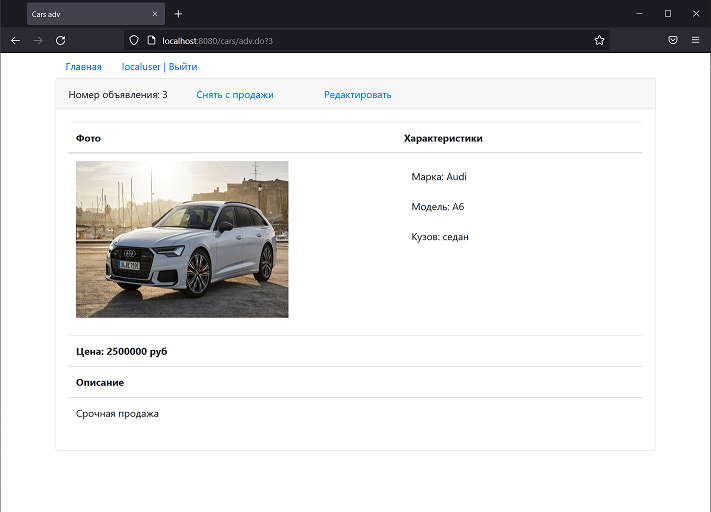 Cars adv
localhost:8080/cars/adv.do?3
Главная localuser | Выйти
Номер объявления: 3 Снять с продажи Редактировать
Фото Характеристики
Марка: Audi
Модель: A6
Кузов: седан
Цена: 2500000 руб
Описание
Срочная продажа